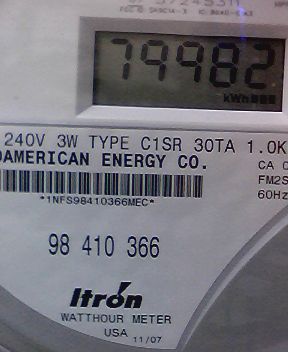 79982
kWh
240V 3W TYPE C1SR 30TA 1.0K
DAMERICAN ENERGY CO.
CA
*1NFS98410366MEC*
FM2S
60Hz
98 410 366
Itron
WATTHOUR METER
USA 11/07